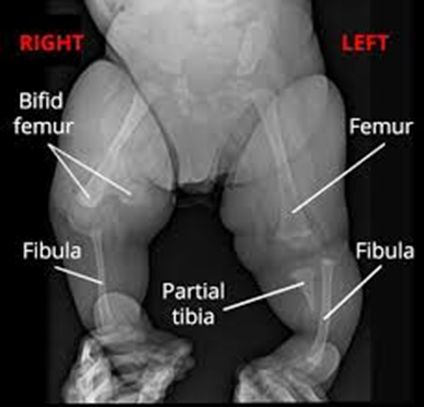 RIGHT
LEFT
Bifid
femur
Femur
Fibula
Fibula
Partial
tibia